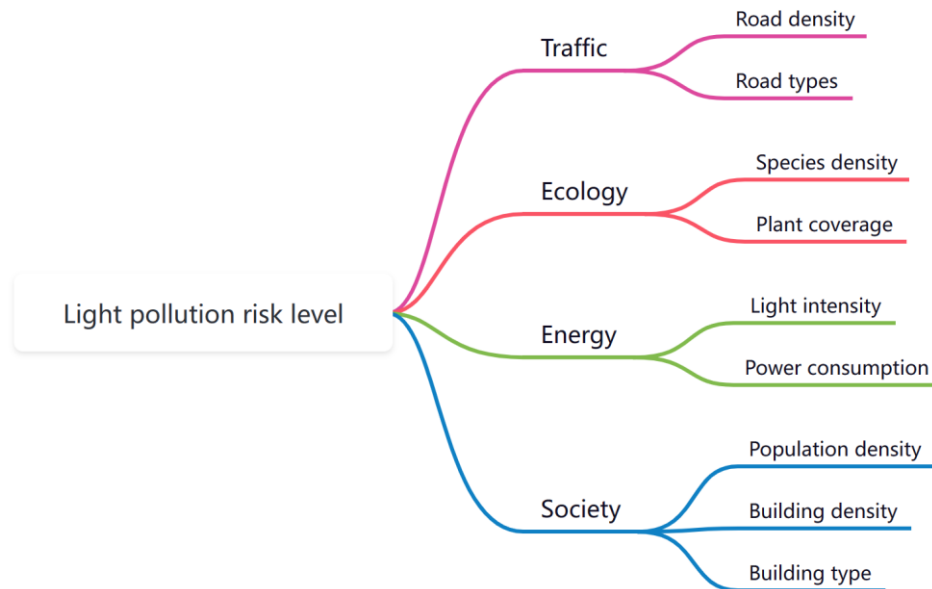 Light pollution risk level
Traffic
Road density
Road types
Ecology
Species density
Plant coverage
Energy
Light intensity
Power consumption
Society
Population density
Building density
Building type